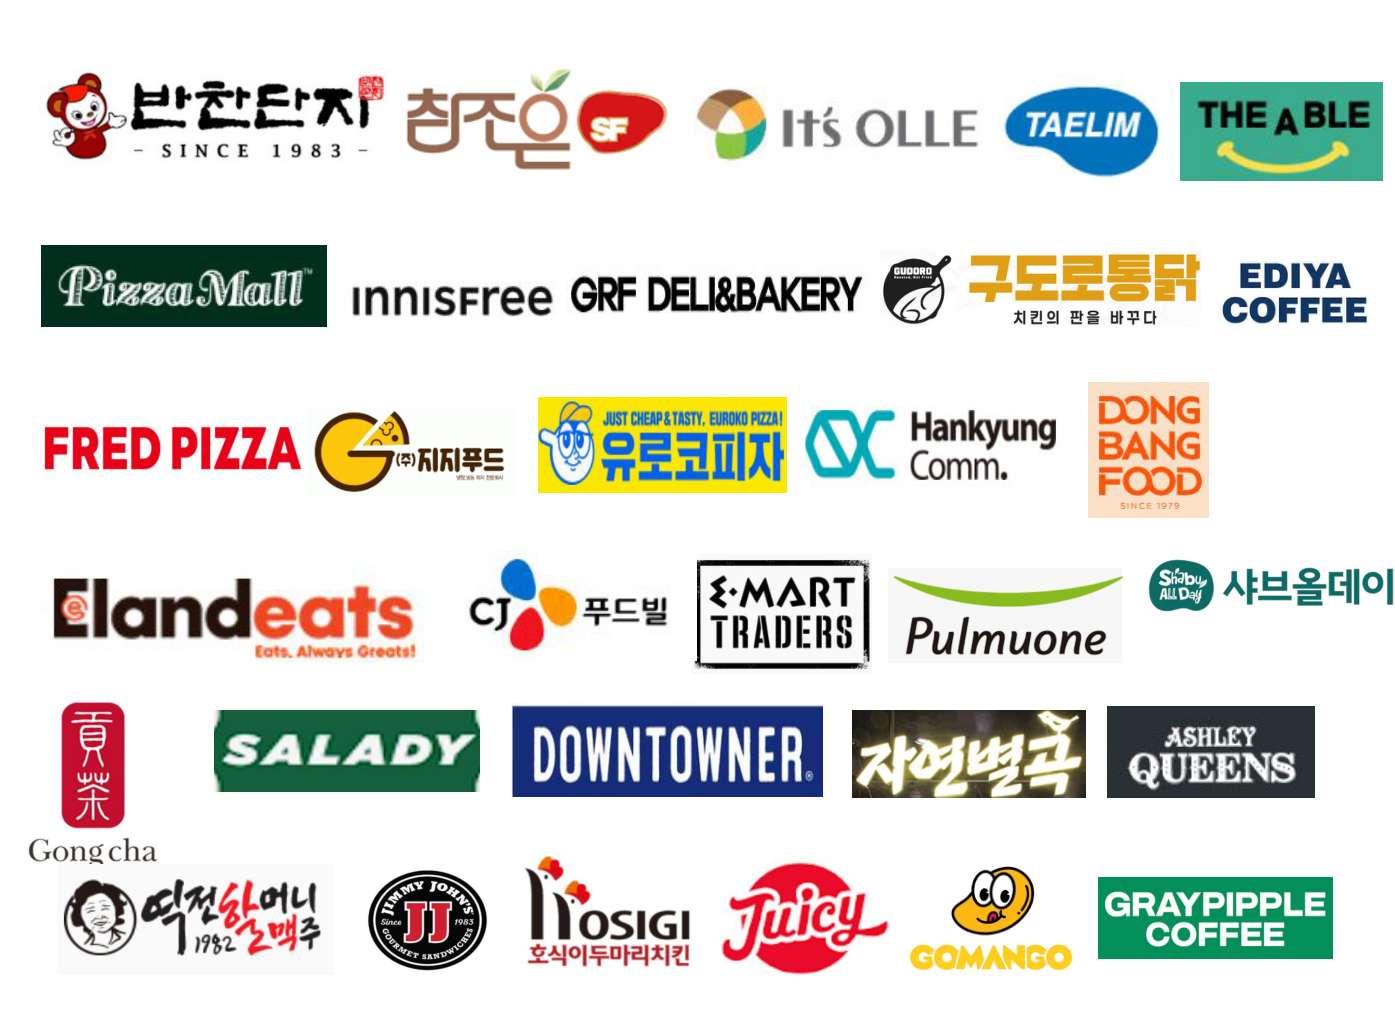 반찬단지
- SINCE 1983 -
참조은
SF
It's OLLE
TAELIM
THE ABLE
Pizza Mall™
INNISFree
GRF DELI&BAKERY
GUDORO
구도로통닭
치킨의 판을 바꾸다
EDIYA
COFFEE
FRED PIZZA
(주)지지푸드
JUST CHEAP & TASTY, EUROKO PIZZA!
유로코피자
Hankyung
Comm.
DONG
BANG
FOOD
SINCE 1979
Elandeats
Eats. Always Greats!
CJ 푸드빌
E·MART
TRADERS
Pulmuone
Shabu
ALL Day
샤브올데이
貢茶
Gong cha
SALADY
DOWNTOWNER®
자연별곡
ASHLEY
QUEENS
역전할머니
1982 맥주
JIMMY JOHN'S
Since JJ 1983
GOURMET SANDWICHES
HOSIGI
호식이두마리치킨
Juicy
GOMANGO
GRAYPIPPLE
COFFEE